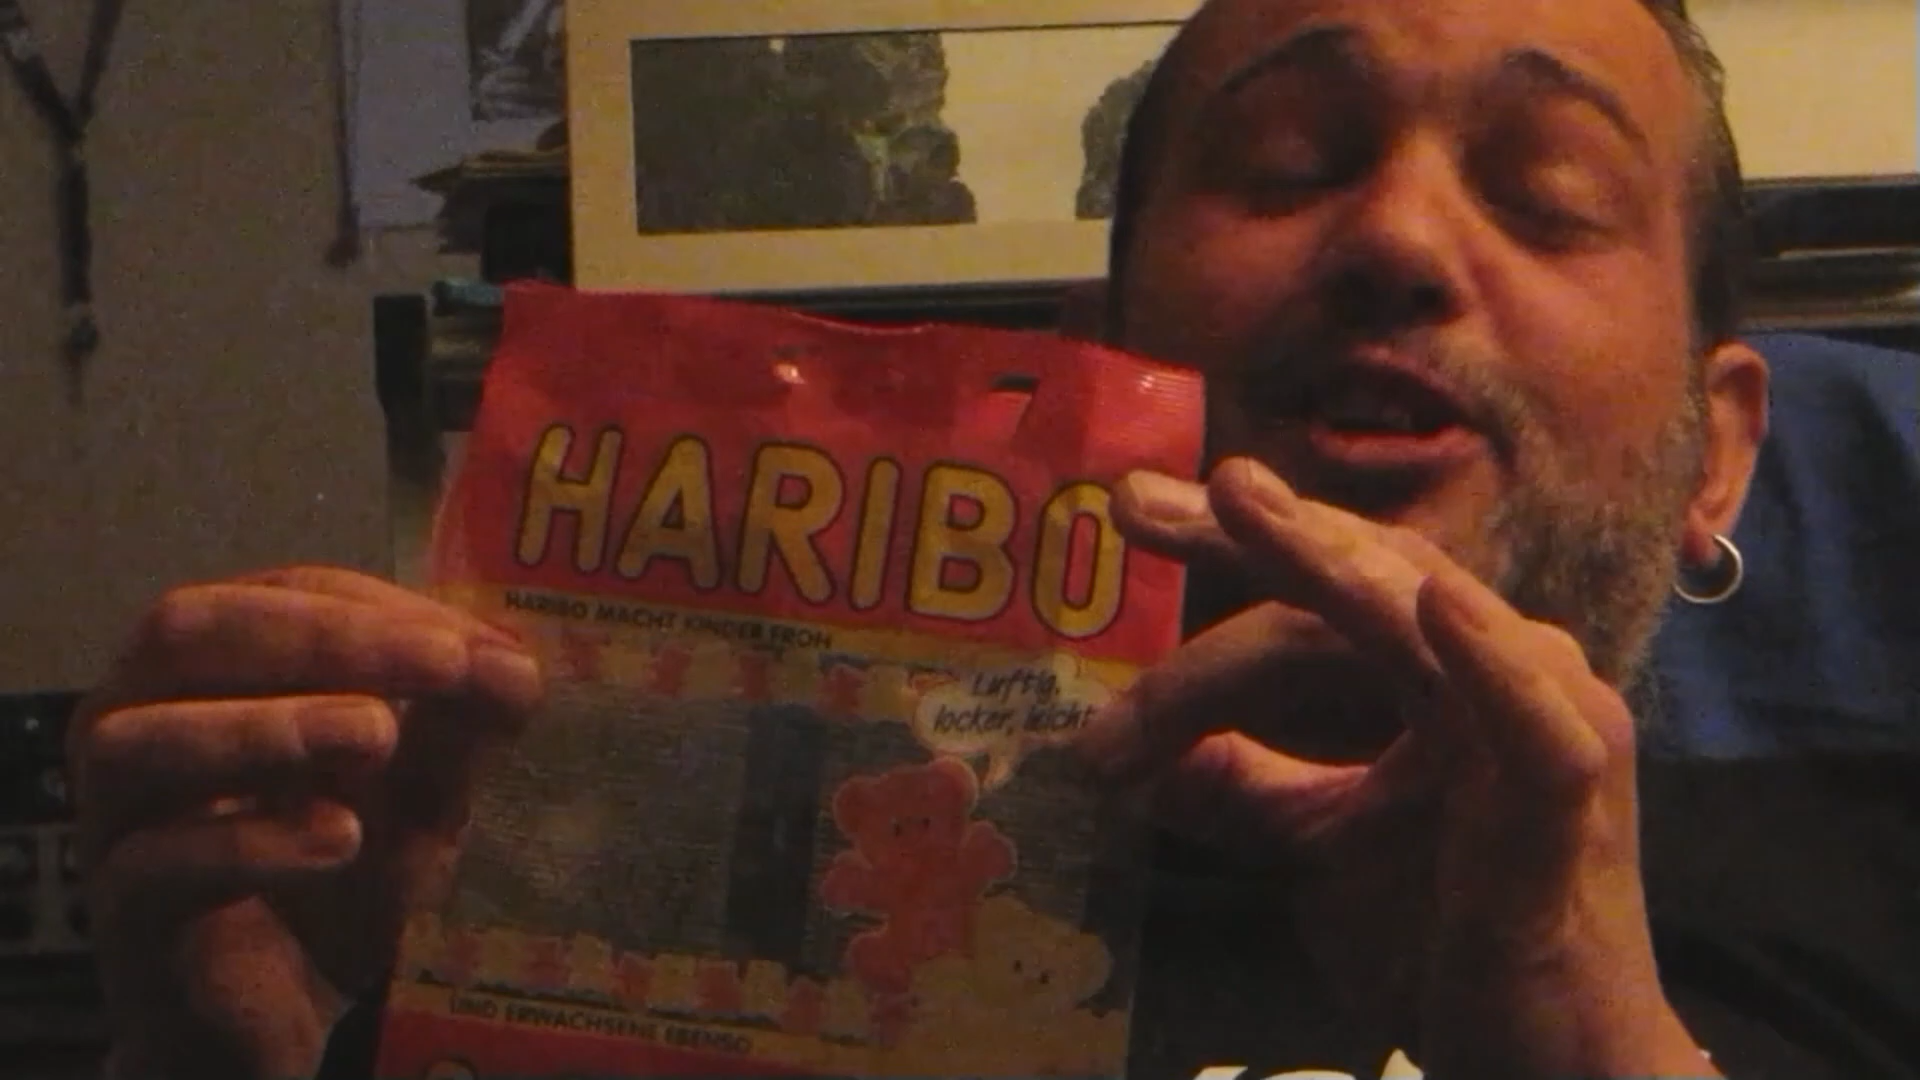 HARIBO
HARIBO MACHT KINDER FROH
Luftig,
locker, leicht
UND ERWACHSENE EBENSO